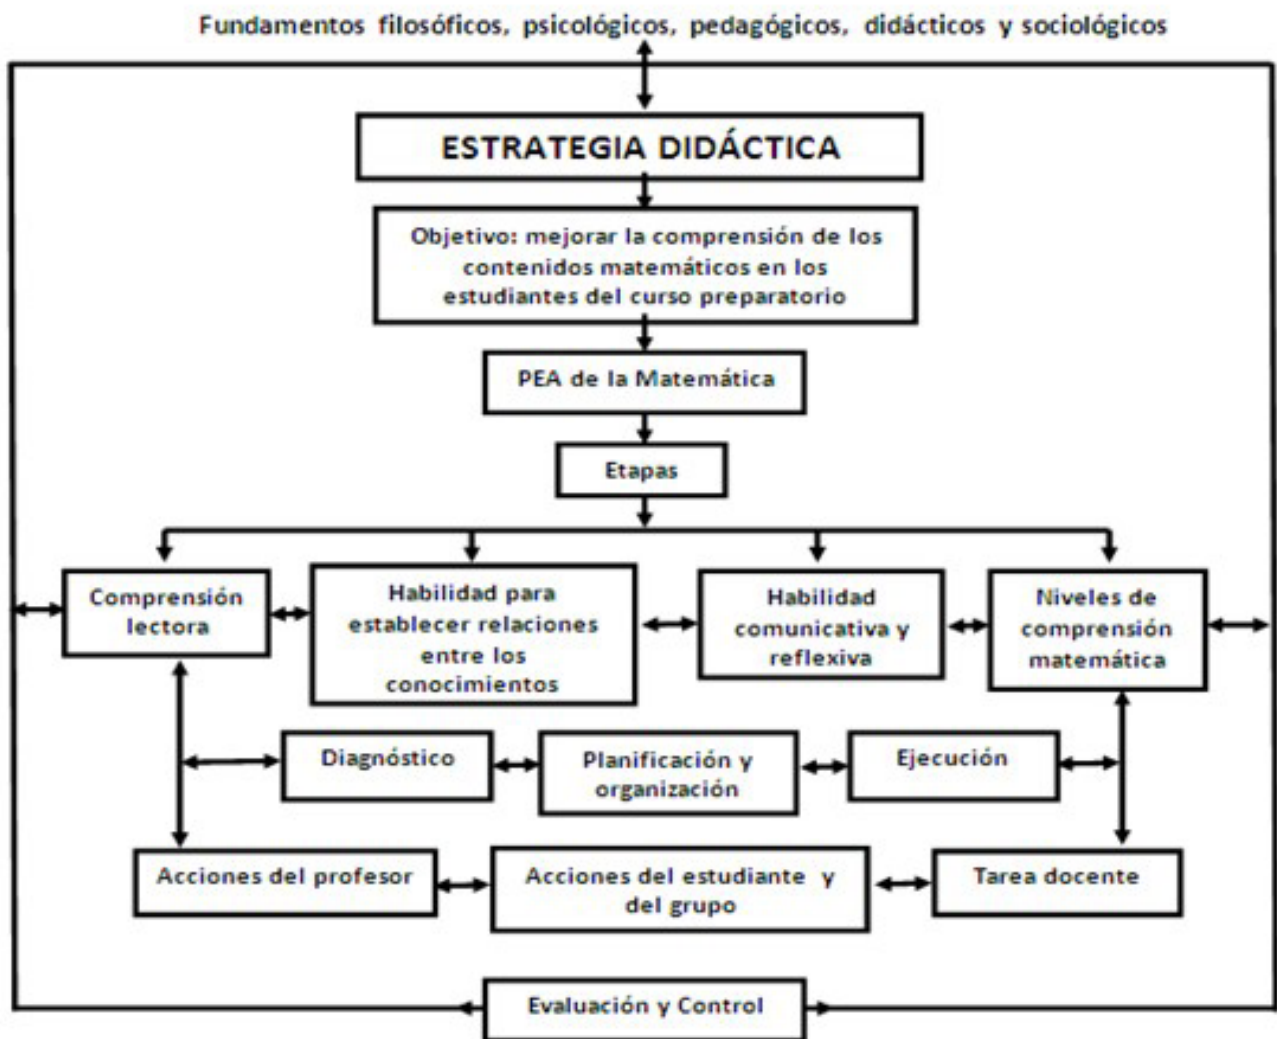 Fundamentos filosóficos, psicológicos, pedagógicos, didácticos y sociológicos
ESTRATEGIA DIDÁCTICA
Objetivo: mejorar la comprensión de los
contenidos matemáticos en los
estudiantes del curso preparatorio
PEA de la Matemática
Etapas
Comprensión
lectora
Habilidad para
establecer relaciones
entre los
conocimientos
Habilidad
comunicativa y
reflexiva
Niveles de
comprensión
matemática
Diagnóstico
Planificación y
organización
Ejecución
Acciones del profesor
Acciones del estudiante y
del grupo
Tarea docente
Evaluación y Control